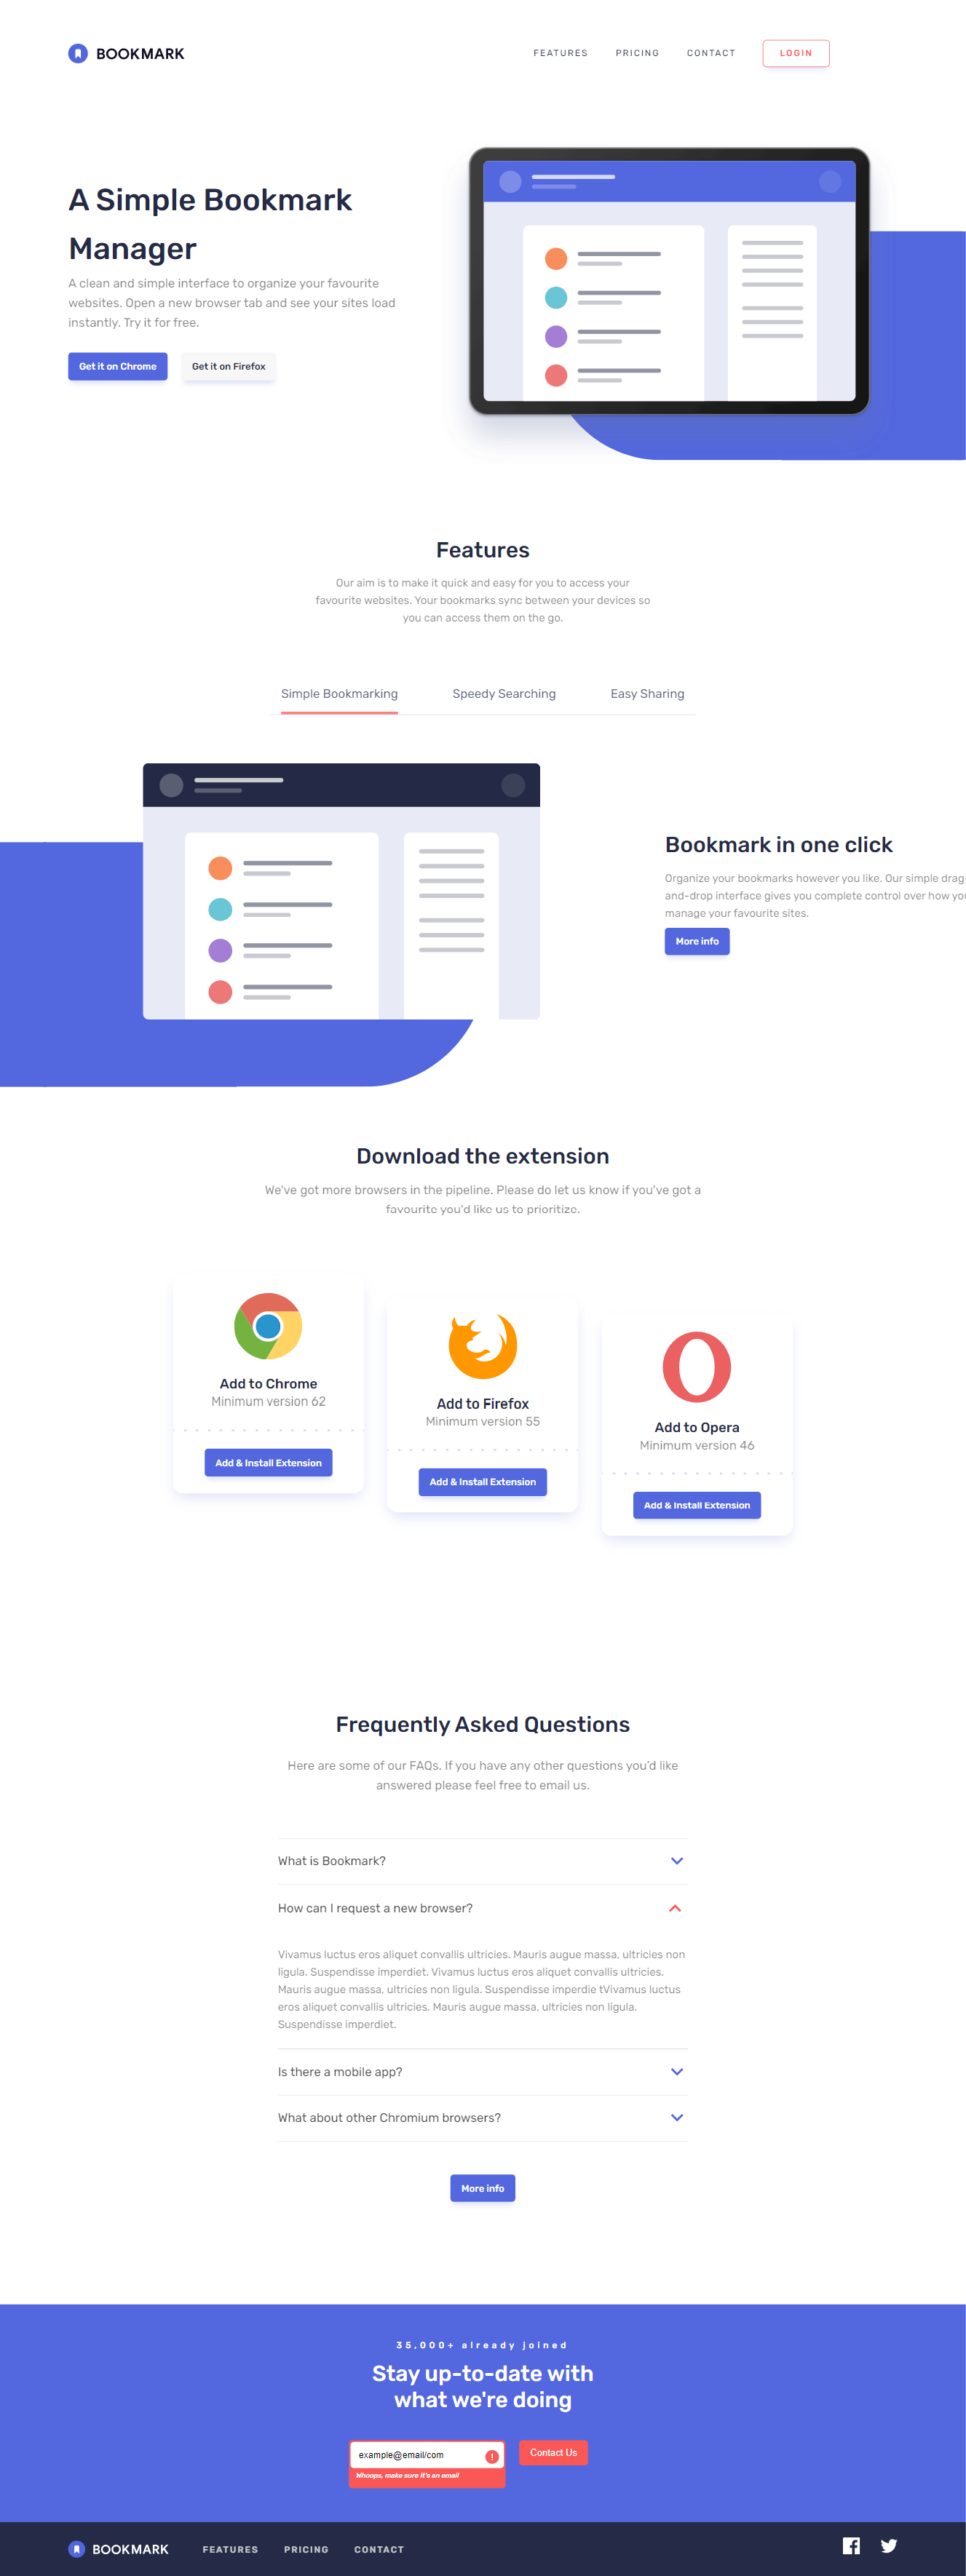 BOOKMARK
FEATURES PRICING CONTACT LOGIN
A Simple Bookmark
Manager
A clean and simple interface to organize your favourite
websites. Open a new browser tab and see your sites load
instantly. Try it for free.
Get it on Chrome Get it on Firefox
Features
Our aim is to make it quick and easy for you to access your
favourite websites. Your bookmarks sync between your devices so
you can access them on the go.
Simple Bookmarking Speedy Searching Easy Sharing
Bookmark in one click
Organize your bookmarks however you like. Our simple drag-
and-drop interface gives you complete control over how you
manage your favourite sites.
More info
Download the extension
We've got more browsers in the pipeline. Please do let us know if you've got a
favourite you'd like us to prioritize.
Add to Chrome
Minimum version 62
Add & Install Extension
Add to Firefox
Minimum version 55
Add & Install Extension
Add to Opera
Minimum version 46
Add & Install Extension
Frequently Asked Questions
Here are some of our FAQs. If you have any other questions you'd like
answered please feel free to email us.
What is Bookmark?
How can I request a new browser?
Vivamus luctus eros aliquet convallis ultricies. Mauris augue massa, ultricies non
ligula. Suspendisse imperdiet. Vivamus luctus eros aliquet convallis ultricies.
Mauris augue massa, ultricies non ligula. Suspendisse imperdie tVivamus luctus
eros aliquet convallis ultricies. Mauris augue massa, ultricies non ligula.
Suspendisse imperdiet.
Is there a mobile app?
What about other Chromium browsers?
More info
35,000+ already joined
Stay up-to-date with
what we're doing
example@email/com
Contact Us
Whoops, make sure it's an email
BOOKMARK FEATURES PRICING CONTACT